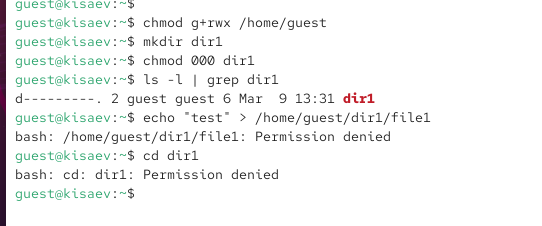 guest@kisaev:~$
guest@kisaev:~$ chmod g+rwx /home/guest
guest@kisaev:~$ mkdir dir1
guest@kisaev:~$ chmod 000 dir1
guest@kisaev:~$ ls -l | grep dir1
d---------. 2 guest guest 6 Mar  9 13:31 dir1
guest@kisaev:~$ echo "test" > /home/guest/dir1/file1
bash: /home/guest/dir1/file1: Permission denied
guest@kisaev:~$ cd dir1
bash: cd: dir1: Permission denied
guest@kisaev:~$